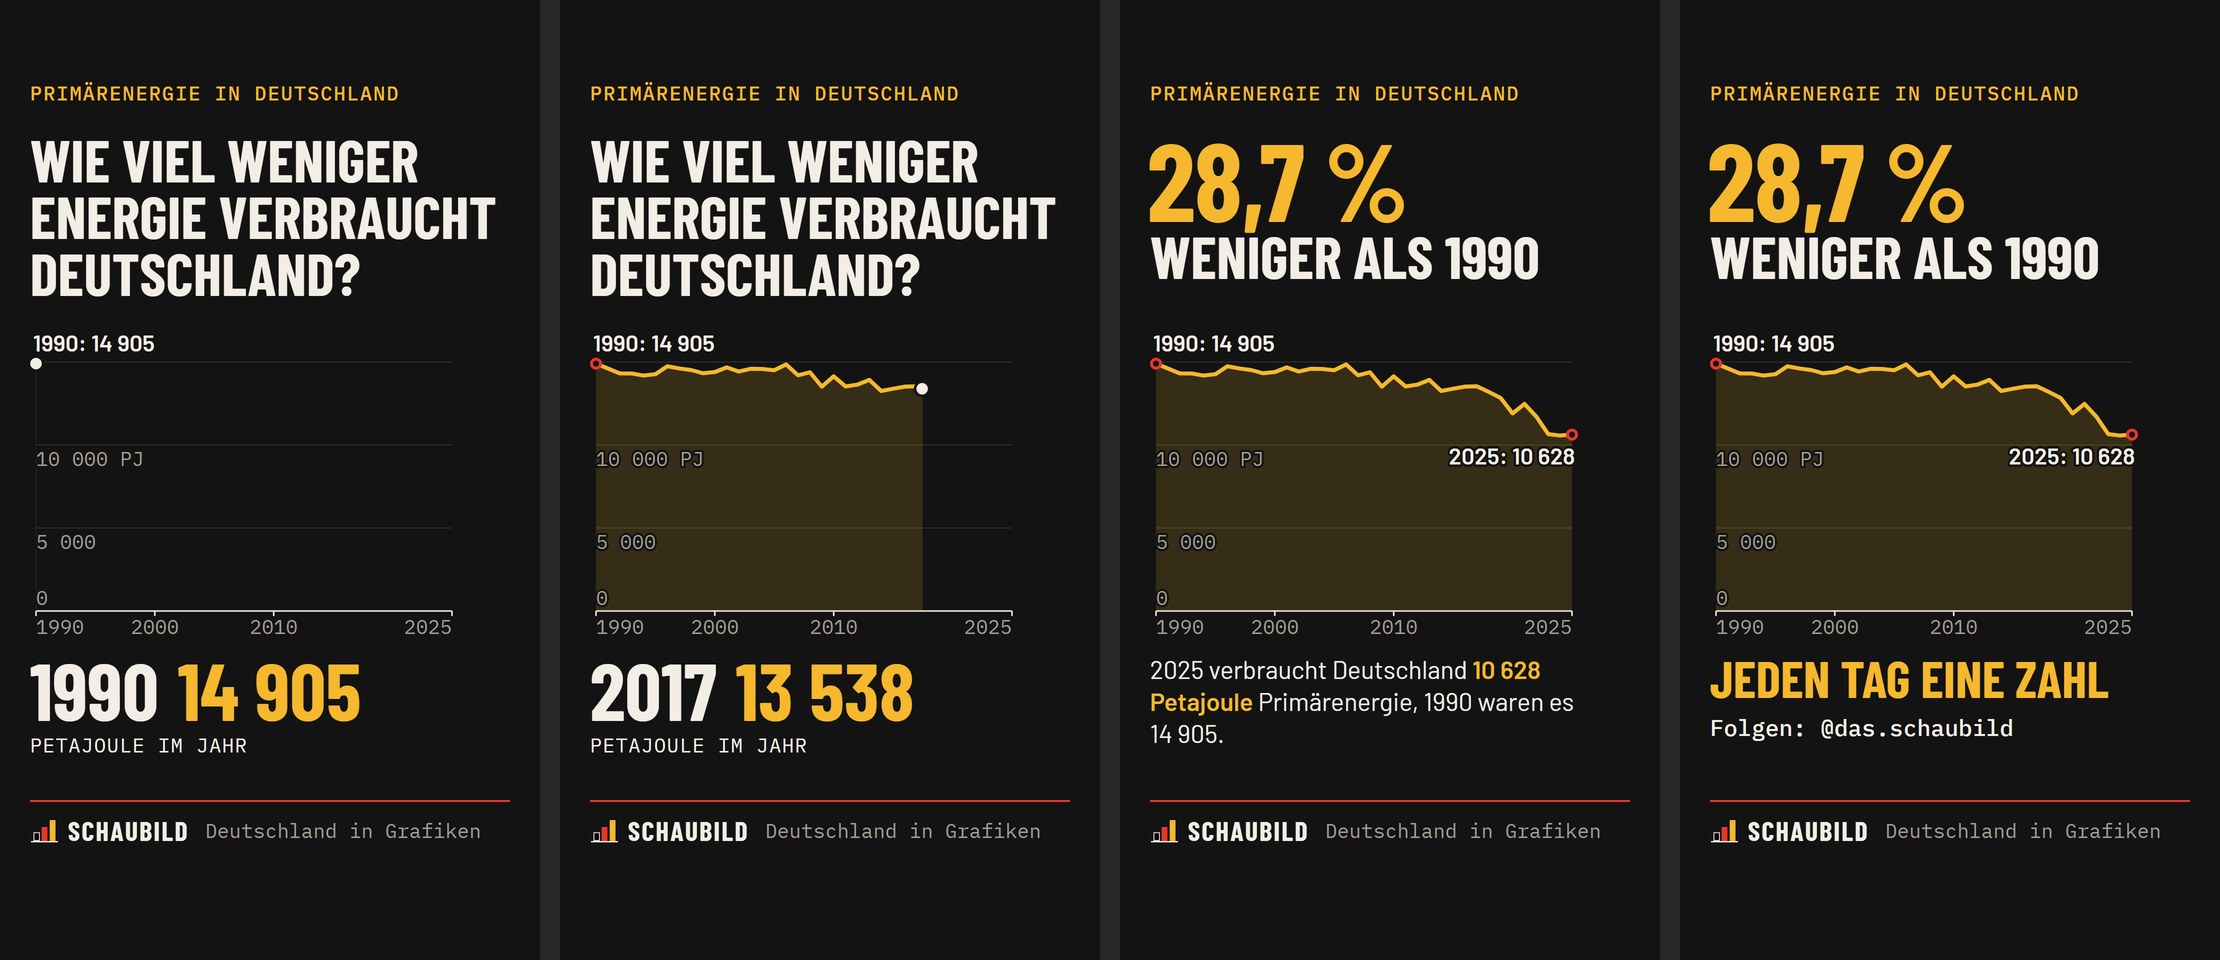 PRIMÄRENERGIE IN DEUTSCHLAND
WIE VIEL WENIGER
ENERGIE VERBRAUCHT
DEUTSCHLAND?
1990: 14 905
10 000 PJ
5 000
0
1990 2000 2010 2025
1990 14 905
PETAJOULE IM JAHR
SCHAUBILD Deutschland in Grafiken
PRIMÄRENERGIE IN DEUTSCHLAND
WIE VIEL WENIGER
ENERGIE VERBRAUCHT
DEUTSCHLAND?
1990: 14 905
10 000 PJ
5 000
0
1990 2000 2010 2025
2017 13 538
PETAJOULE IM JAHR
SCHAUBILD Deutschland in Grafiken
PRIMÄRENERGIE IN DEUTSCHLAND
28,7 %
WENIGER ALS 1990
1990: 14 905
10 000 PJ
2025: 10 628
5 000
0
1990 2000 2010 2025
2025 verbraucht Deutschland 10 628
Petajoule Primärenergie, 1990 waren es
14 905.
SCHAUBILD Deutschland in Grafiken
PRIMÄRENERGIE IN DEUTSCHLAND
28,7 %
WENIGER ALS 1990
1990: 14 905
10 000 PJ
2025: 10 628
5 000
0
1990 2000 2010 2025
JEDEN TAG EINE ZAHL
Folgen: @das.schaubild
SCHAUBILD Deutschland in Grafiken